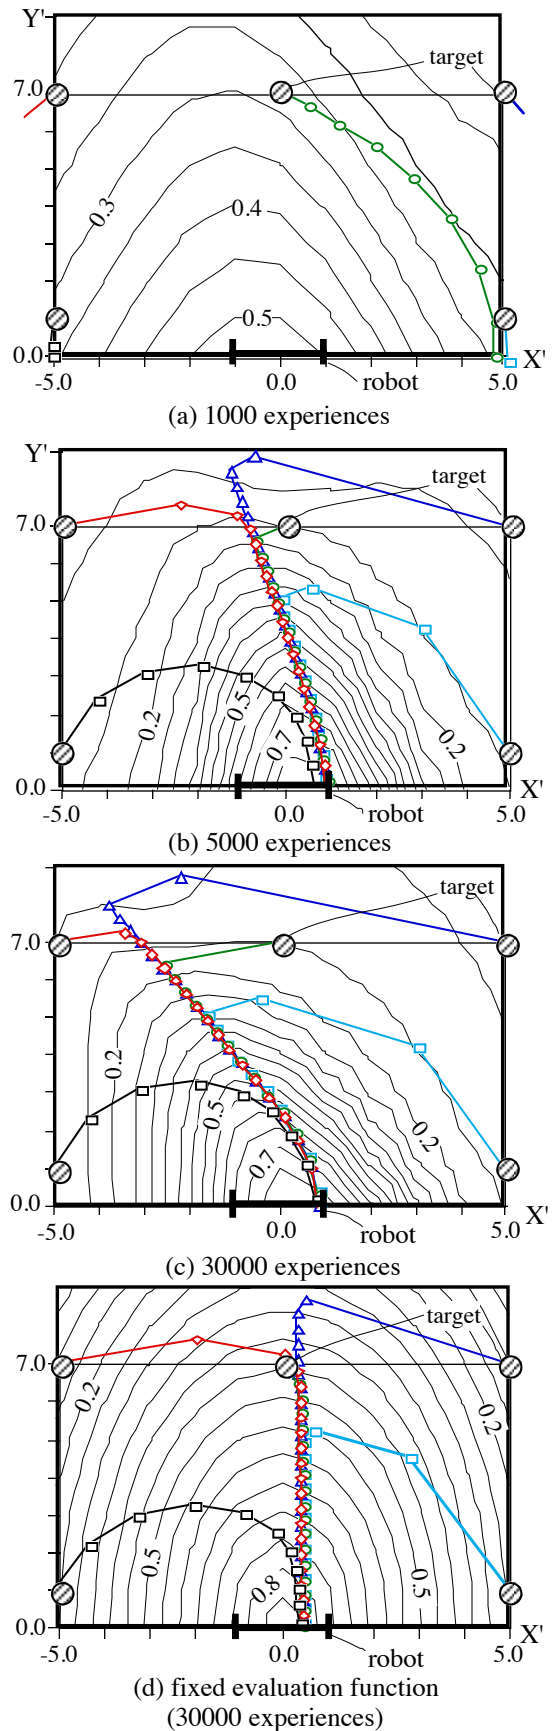 Y'
target
7.0
0.3
0.4
0.5
0.0
X'
-5.0
0.0
robot
5.0
(a) 1000 experiences
Y'
target
7.0
0.5
0.2
0.7
0.2
0.0
X'
-5.0
0.0
robot
5.0
(b) 5000 experiences
target
7.0
0.2
0.5
0.2
0.7
0.0
X'
-5.0
0.0
robot
5.0
(c) 30000 experiences
target
7.0
0.2
0.2
0.5
0.8
0.5
0.0
X'
-5.0
0.0
robot
5.0
(d) fixed evaluation function
(30000 experiences)